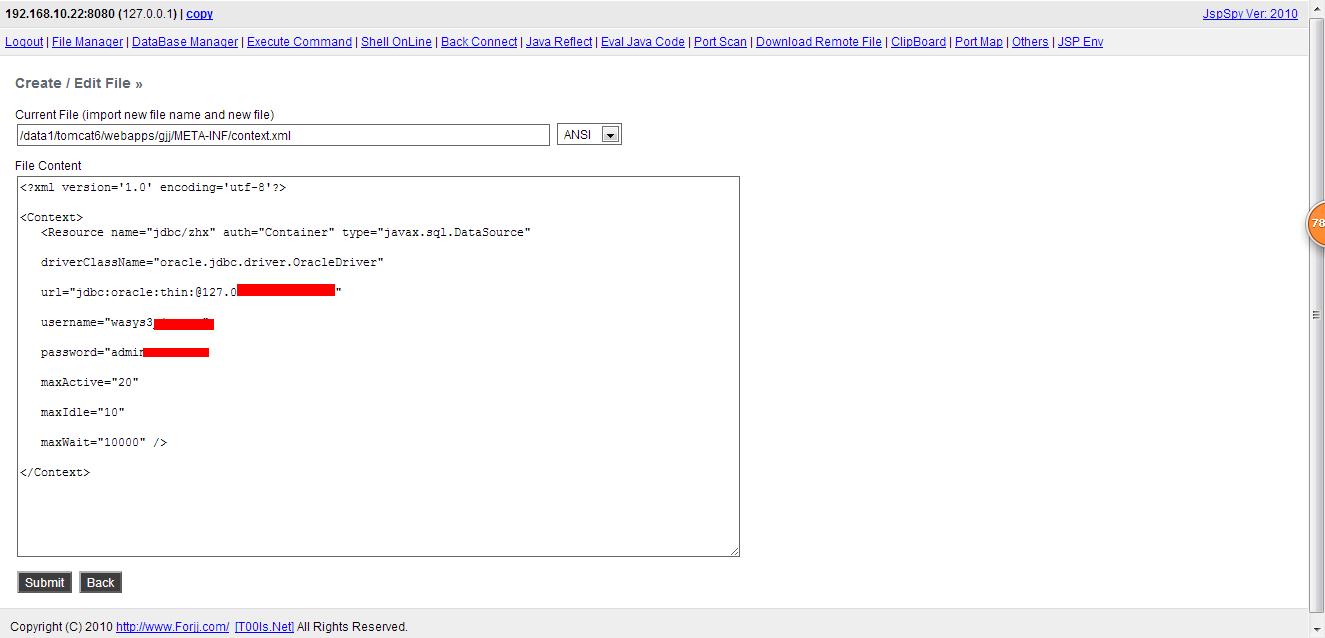 192.168.10.22:8080 (127.0.0.1) | copy JspSpy Ver: 2010
Logout | File Manager | DataBase Manager | Execute Command | Shell OnLine | Back Connect | Java Reflect | Eval Java Code | Port Scan | Download Remote File | ClipBoard | Port Map | Others | JSP Env
Create / Edit File »
Current File (import new file name and new file)
/data1/tomcat6/webapps/gjj/META-INF/context.xml ANSI
File Content
<?xml version='1.0' encoding='utf-8'?>
<Context>
<Resource name="jdbc/zhx" auth="Container" type="javax.sql.DataSource"
driverClassName="oracle.jdbc.driver.OracleDriver"
url="jdbc:oracle:thin:@127.0 "
78
username="wasys3
password="admin
maxActive="20"
maxIdle="10"
maxWait="10000" />
</Context>
Submit Back
Copyright (C) 2010 http://www.Forjj.com/ [T00ls.Net] All Rights Reserved.